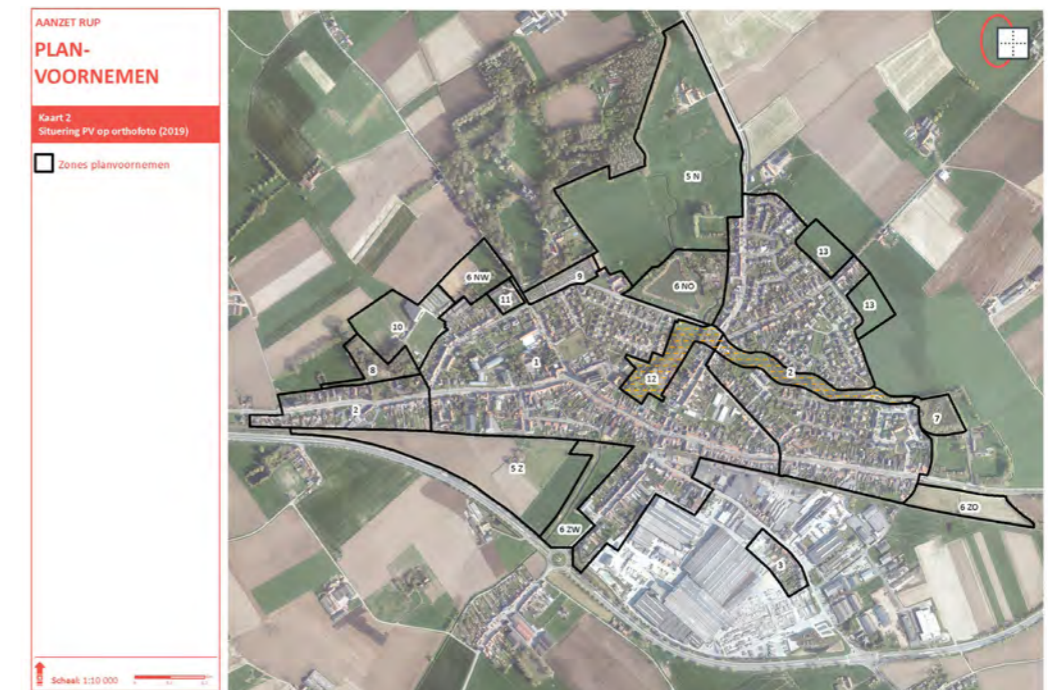 AANZET RUP
PLAN-
VOORNEMEN
Kaart 2
Situering PV op orthofoto (2019)
Zones planvoornemen
5 N
13
6 NW
9
6 NO
11
13
10
1
8
12
2
2
7
5 Z
6 ZO
6 ZW
3
Schaal: 1:10 000